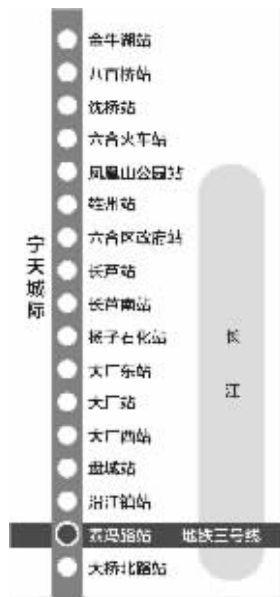 金牛湖站
八百桥站
沈桥站
六合火车站
凤凰山公园站
雄州站
六合区政府站
长芦站
长芦南站
扬子石化站
大厂东站
大厂站
大厂西站
盘城站
沿江镇站
泰冯路站 地铁三号线
大桥北路站
宁天城际
长江